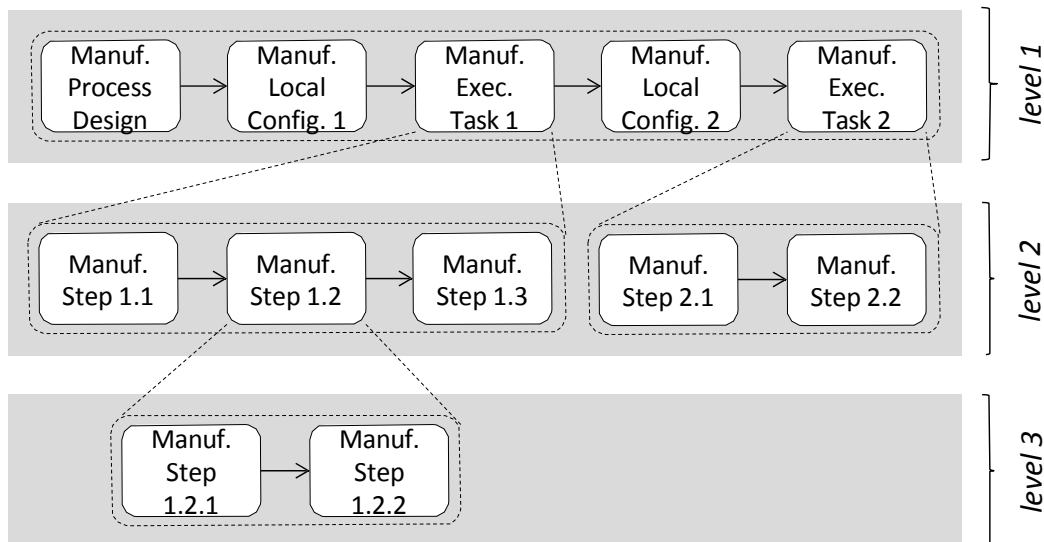 Manuf.
Process
Design
Manuf.
Local
Config. 1
Manuf.
Exec.
Task 1
Manuf.
Local
Config. 2
Manuf.
Exec.
Task 2
level 1
Manuf.
Step 1.1
Manuf.
Step 1.2
Manuf.
Step 1.3
Manuf.
Step 2.1
Manuf.
Step 2.2
level 2
Manuf.
Step
1.2.1
Manuf.
Step
1.2.2
level 3